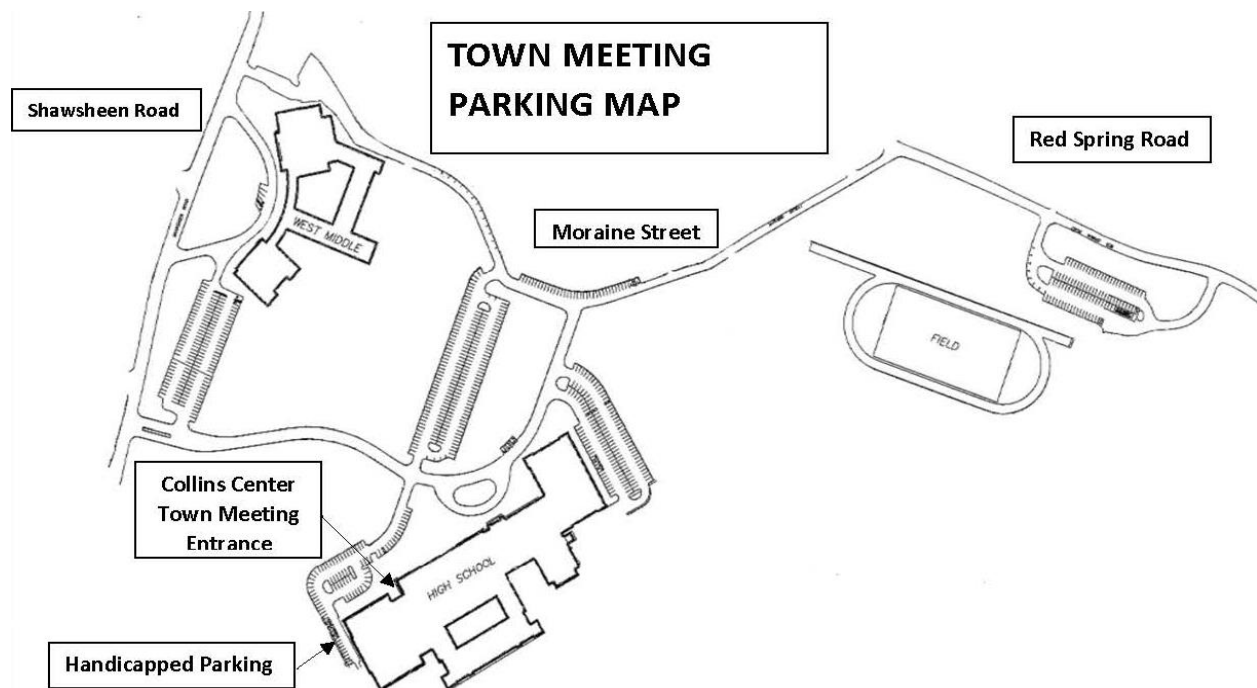 TOWN MEETING
PARKING MAP
Shawsheen Road
Red Spring Road
Moraine Street
WEST MIDDLE
FIELD
Collins Center
Town Meeting
Entrance
HIGH SCHOOL
Handicapped Parking